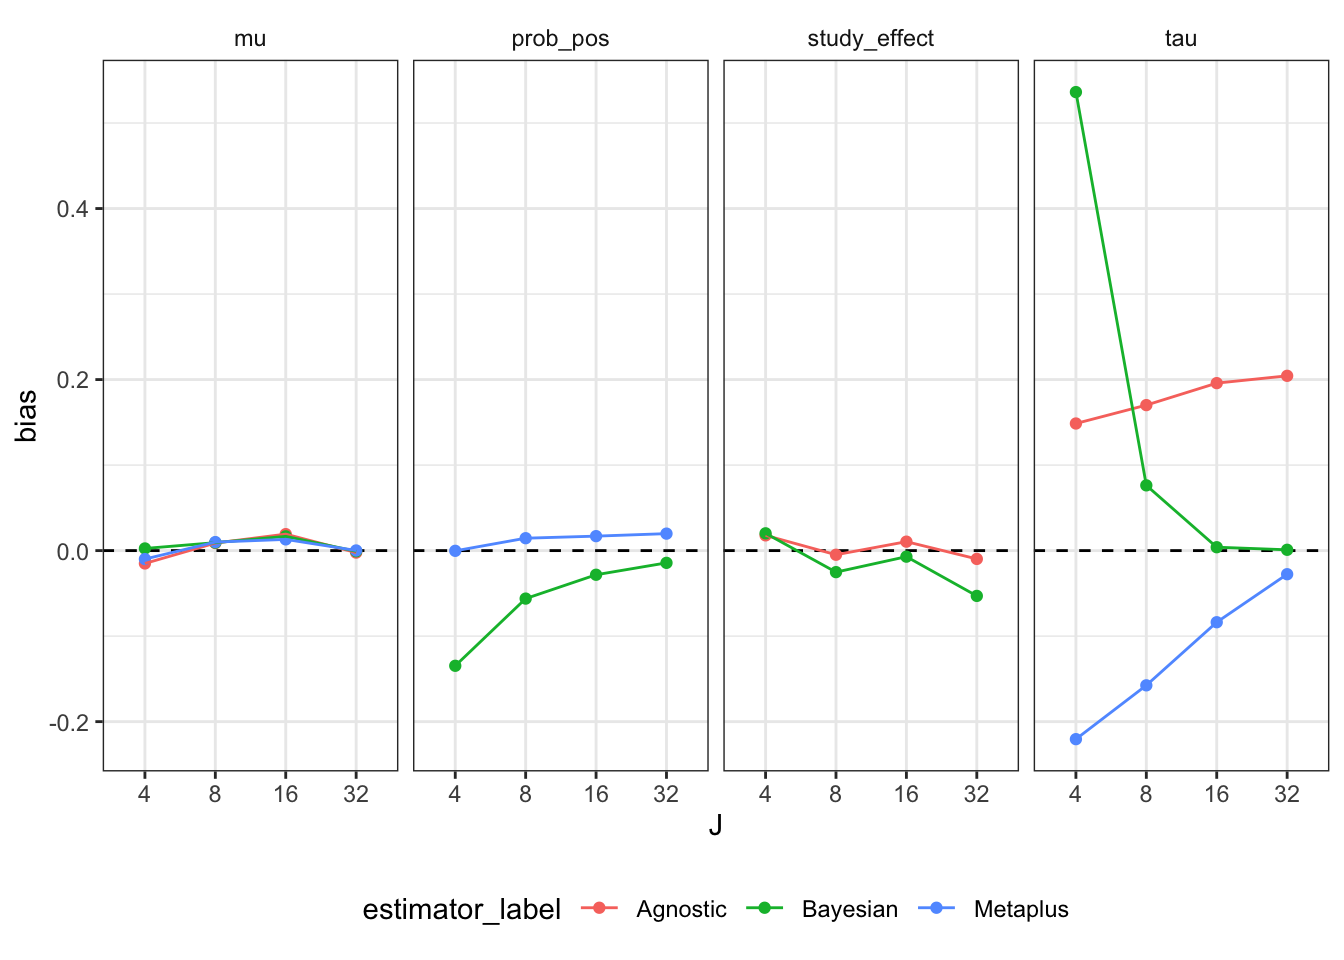 mu prob_pos study_effect tau
0.4
0.2
0.0
-0.2
bias
4 8 16 32 4 8 16 32 4 8 16 32 4 8 16 32
J
estimator_label Agnostic Bayesian Metaplus